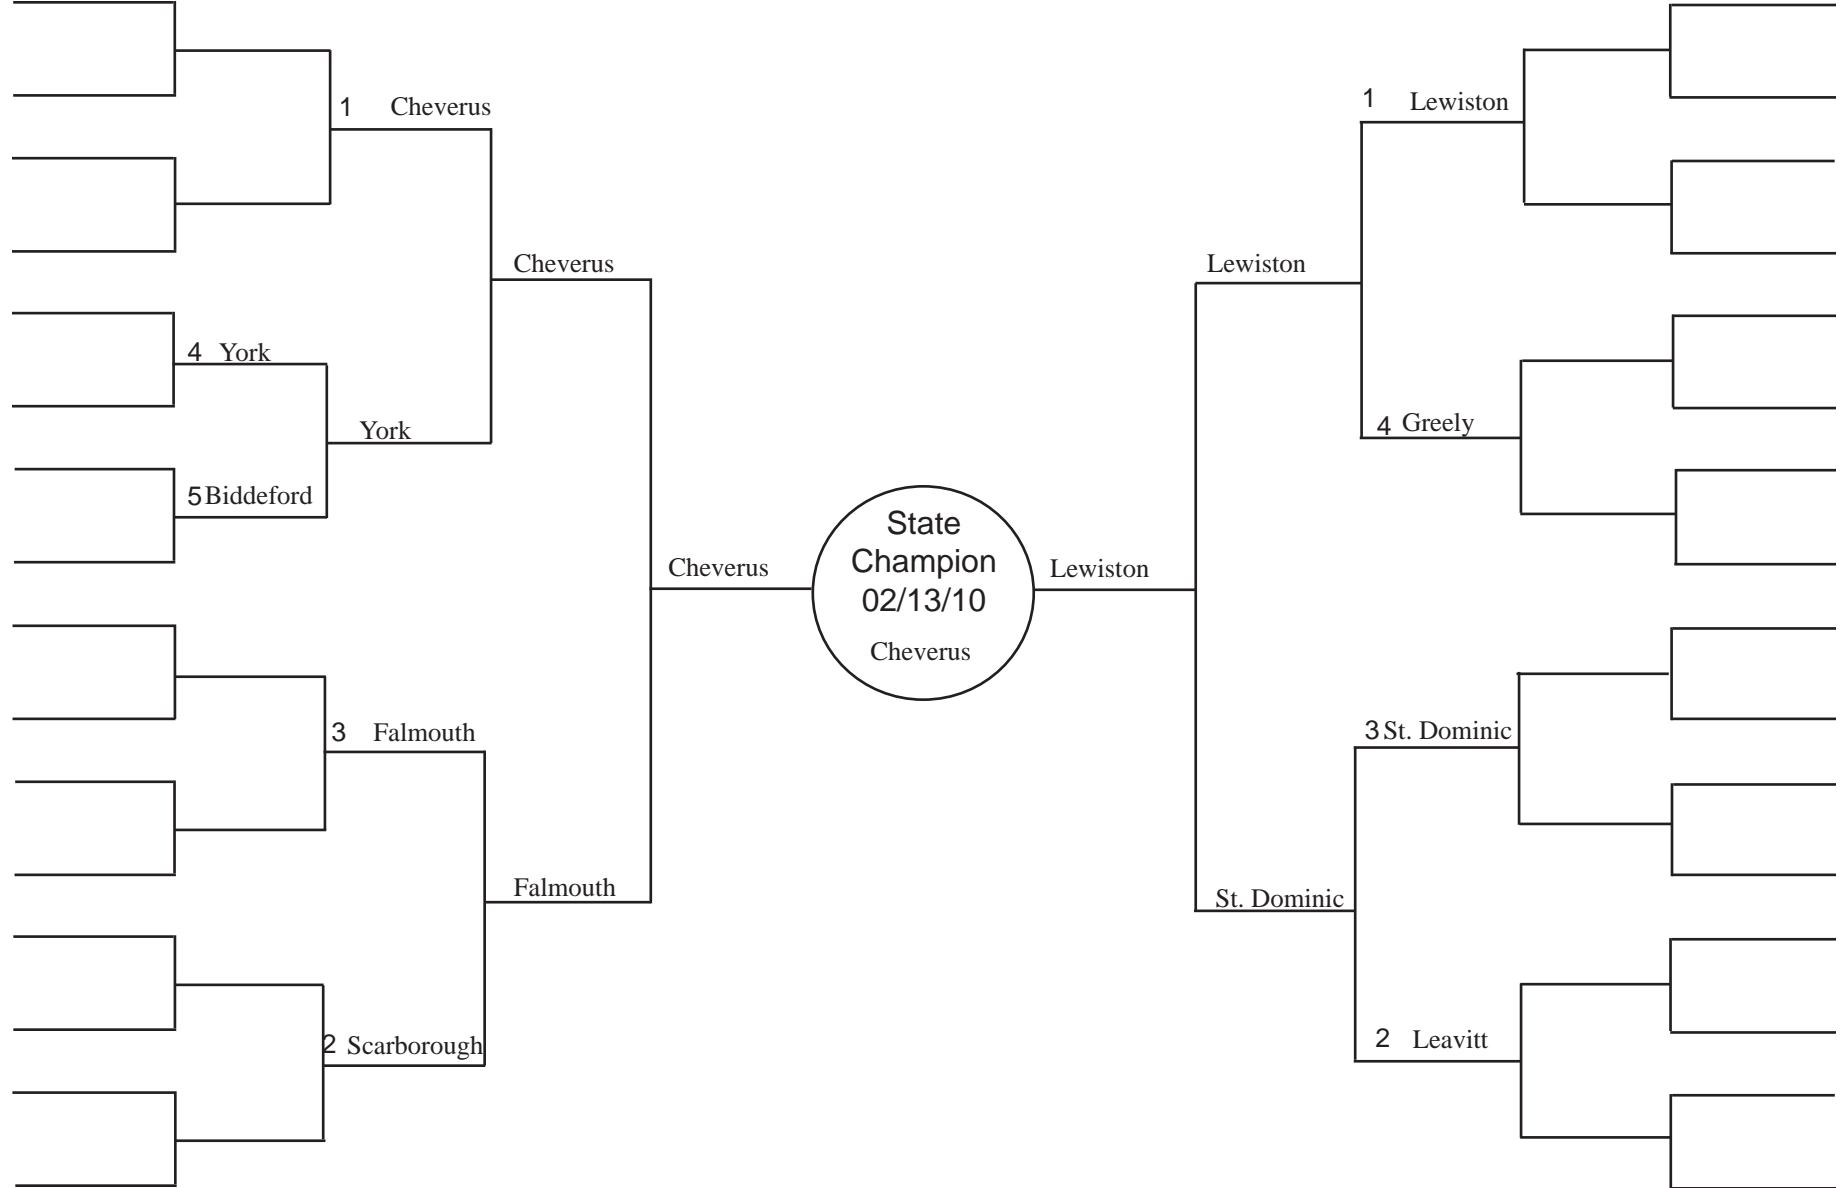 1 Cheverus
Cheverus
4 York
York
5 Biddeford
Cheverus
3 Falmouth
Falmouth
2 Scarborough
State
Champion
02/13/10
Cheverus
Lewiston
1 Lewiston
Lewiston
4 Greely
3 St. Dominic
St. Dominic
2 Leavitt